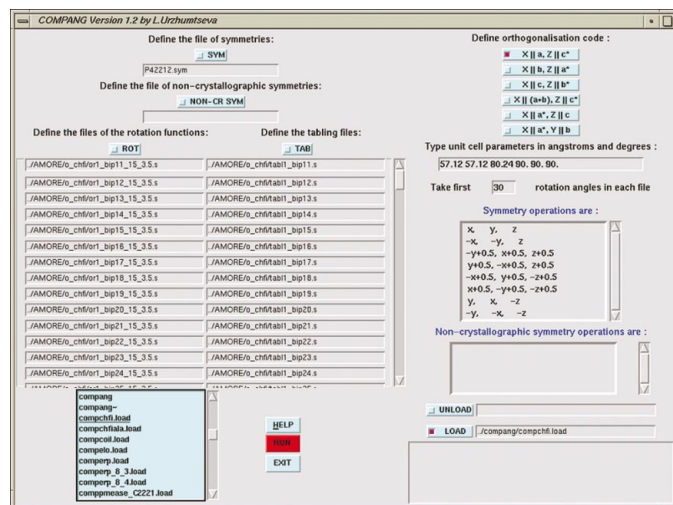 COMPANG Version 1.2 by L.Urzhumtseva
Define the file of symmetries:
SYM
P42212.sym
Define the file of non-crystallographic symmetries:
NON-CR SYM
Define the files of the rotation functions:
Define the tabling files:
ROT
TAB
./AMORE/o_chfi/or1_bip11_15_3.5.s
./AMORE/o_chfi/tabl1_bip11.s
./AMORE/o_chfi/or1_bip12_15_3.5.s
./AMORE/o_chfi/tabl1_bip12.s
./AMORE/o_chfi/or1_bip13_15_3.5.s
./AMORE/o_chfi/tabl1_bip13.s
./AMORE/o_chfi/or1_bip14_15_3.5.s
./AMORE/o_chfi/tabl1_bip14.s
./AMORE/o_chfi/or1_bip15_15_3.5.s
./AMORE/o_chfi/tabl1_bip15.s
./AMORE/o_chfi/or1_bip16_15_3.5.s
./AMORE/o_chfi/tabl1_bip16.s
./AMORE/o_chfi/or1_bip17_15_3.5.s
./AMORE/o_chfi/tabl1_bip17.s
./AMORE/o_chfi/or1_bip18_15_3.5.s
./AMORE/o_chfi/tabl1_bip18.s
./AMORE/o_chfi/or1_bip19_15_3.5.s
./AMORE/o_chfi/tabl1_bip19.s
./AMORE/o_chfi/or1_bip20_15_3.5.s
./AMORE/o_chfi/tabl1_bip20.s
./AMORE/o_chfi/or1_bip21_15_3.5.s
./AMORE/o_chfi/tabl1_bip21.s
./AMORE/o_chfi/or1_bip22_15_3.5.s
./AMORE/o_chfi/tabl1_bip22.s
./AMORE/o_chfi/or1_bip23_15_3.5.s
./AMORE/o_chfi/tabl1_bip23.s
./AMORE/o_chfi/or1_bip24_15_3.5.s
./AMORE/o_chfi/tabl1_bip24.s
compang
compang~
compchfi.load
compchfiala.load
compcoil.load
compelo.load
comperp.load
comperp_8_3.load
comperp_8_4.load
comppmease_C2221.load
HELP
RUN
EXIT
Define orthogonalisation code :
X || a, Z || c*
X || b, Z || a*
X || c, Z || b*
X || (a+b), Z || c*
X || a*, Z || c
X || a*, Y || b
Type unit cell parameters in angstroms and degrees :
57.12 57.12 80.24 90. 90. 90.
Take first 30 rotation angles in each file
Symmetry operations are :
x, y, z
-x, -y, z
-y+0.5, x+0.5, z+0.5
y+0.5, -x+0.5, z+0.5
-x+0.5, y+0.5, -z+0.5
x+0.5, -y+0.5, -z+0.5
y, x, -z
-y, -x, -z
Non-crystallographic symmetry operations are :
UNLOAD
LOAD ./compang/compchfi.load